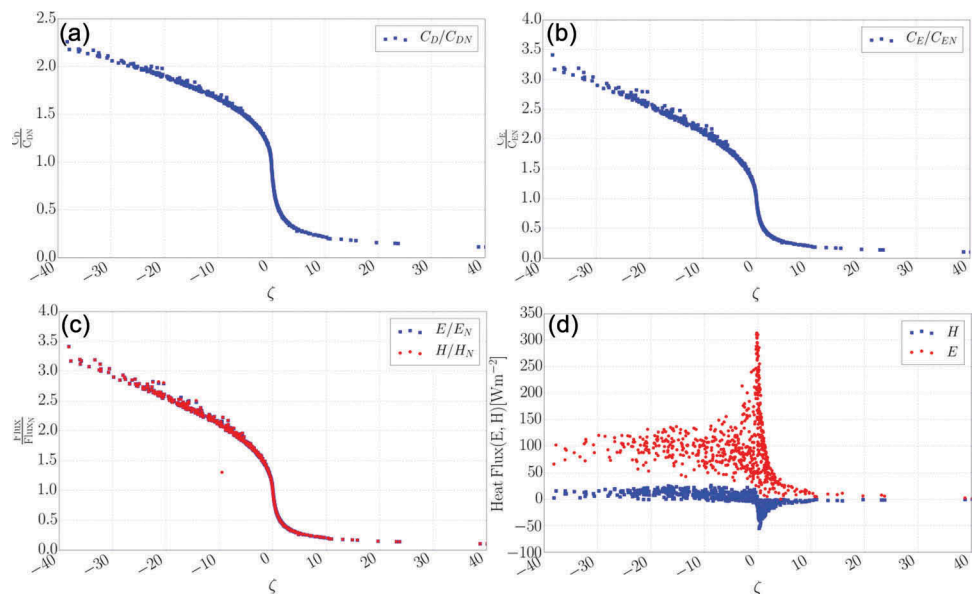 (a)
C_D/C_DN
2.5
2.0
1.5
1.0
0.5
0.0
C_D
C_DN
−40 −30 −20 −10 0 10 20 30 40
ζ
(b)
C_E/C_EN
4.0
3.5
3.0
2.5
2.0
1.5
1.0
0.5
0.0
C_E
C_EN
−40 −30 −20 −10 0 10 20 30 40
ζ
(c)
E/E_N
H/H_N
4.0
3.5
3.0
2.5
2.0
1.5
1.0
0.5
0.0
Flux
Flux_N
−40 −30 −20 −10 0 10 20 30 40
ζ
(d)
H
E
350
300
250
200
150
100
50
0
−50
−100
Heat Flux(E, H)[Wm⁻²]
−40 −30 −20 −10 0 10 20 30 40
ζ